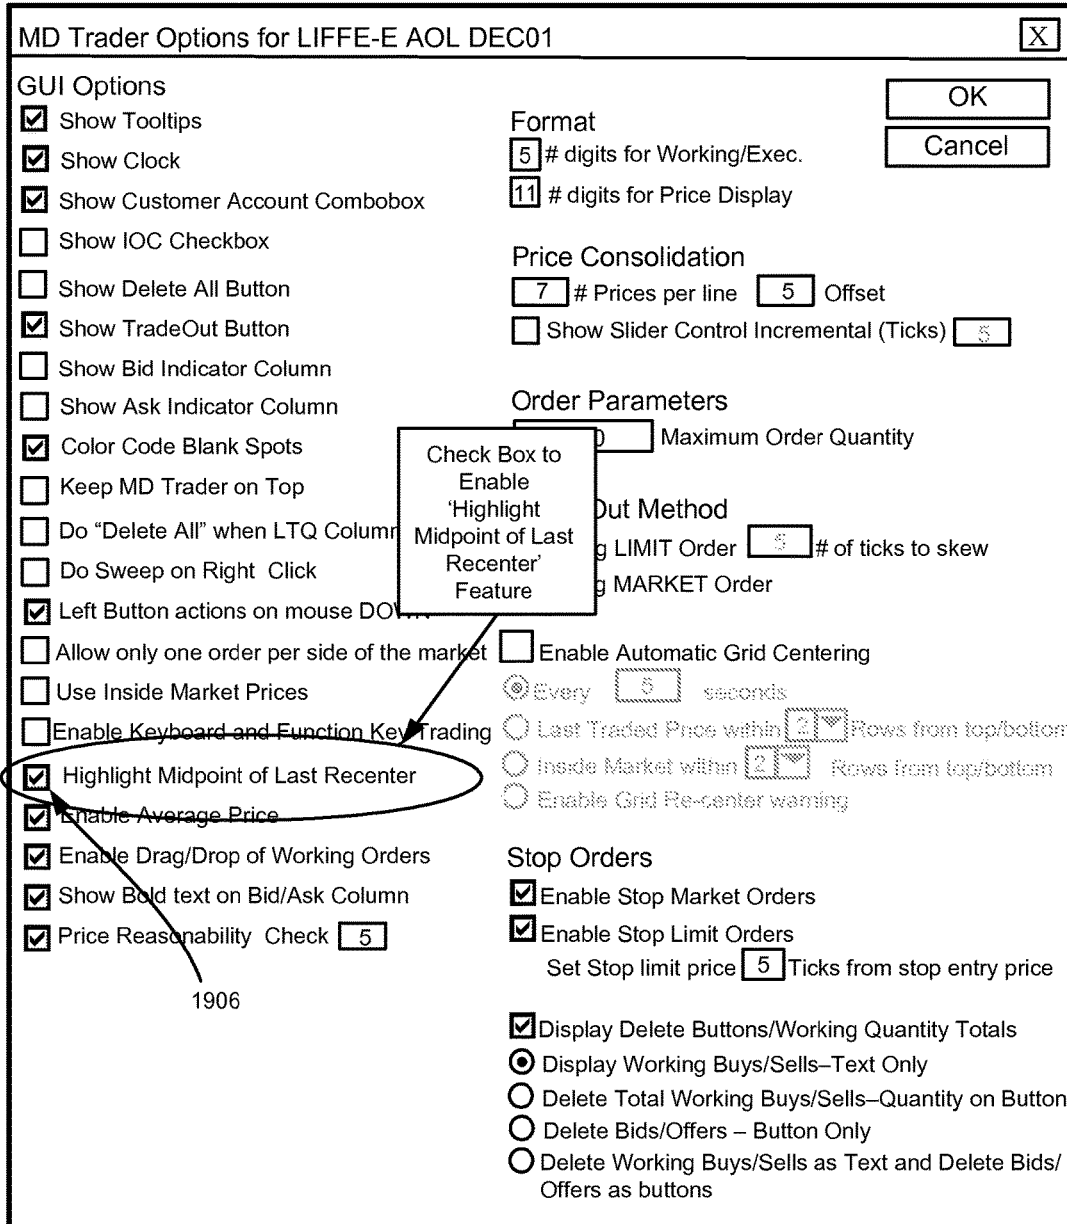 MD Trader Options for LIFFE-E AOL DEC01
X
GUI Options
Show Tooltips
Show Clock
Show Customer Account Combobox
Show IOC Checkbox
Show Delete All Button
Show TradeOut Button
Show Bid Indicator Column
Show Ask Indicator Column
Color Code Blank Spots
Keep MD Trader on Top
Do “Delete All” when LTQ Column
Do Sweep on Right Click
Left Button actions on mouse DOWN
Allow only one order per side of the market
Use Inside Market Prices
Enable Keyboard and Function Key Trading
Highlight Midpoint of Last Recenter
Enable Average Price
Enable Drag/Drop of Working Orders
Show Bold text on Bid/Ask Column
Price Reasonability Check 5
1906
Check Box to
Enable
‘Highlight
Midpoint of Last
Recenter’
Feature
OK
Cancel
Format
5 # digits for Working/Exec.
11 # digits for Price Display
Price Consolidation
7 # Prices per line 5 Offset
Show Slider Control Incremental (Ticks) 5
Order Parameters
0 Maximum Order Quantity
Out Method
g LIMIT Order 5 # of ticks to skew
g MARKET Order
Enable Automatic Grid Centering
Every 5 seconds
Last Traded Price within 2 Rows from top/bottom
Inside Market within 2 Rows from top/bottom
Enable Grid Re-center warning
Stop Orders
Enable Stop Market Orders
Enable Stop Limit Orders
Set Stop limit price 5 Ticks from stop entry price
Display Delete Buttons/Working Quantity Totals
Display Working Buys/Sells–Text Only
Delete Total Working Buys/Sells–Quantity on Button
Delete Bids/Offers – Button Only
Delete Working Buys/Sells as Text and Delete Bids/
Offers as buttons